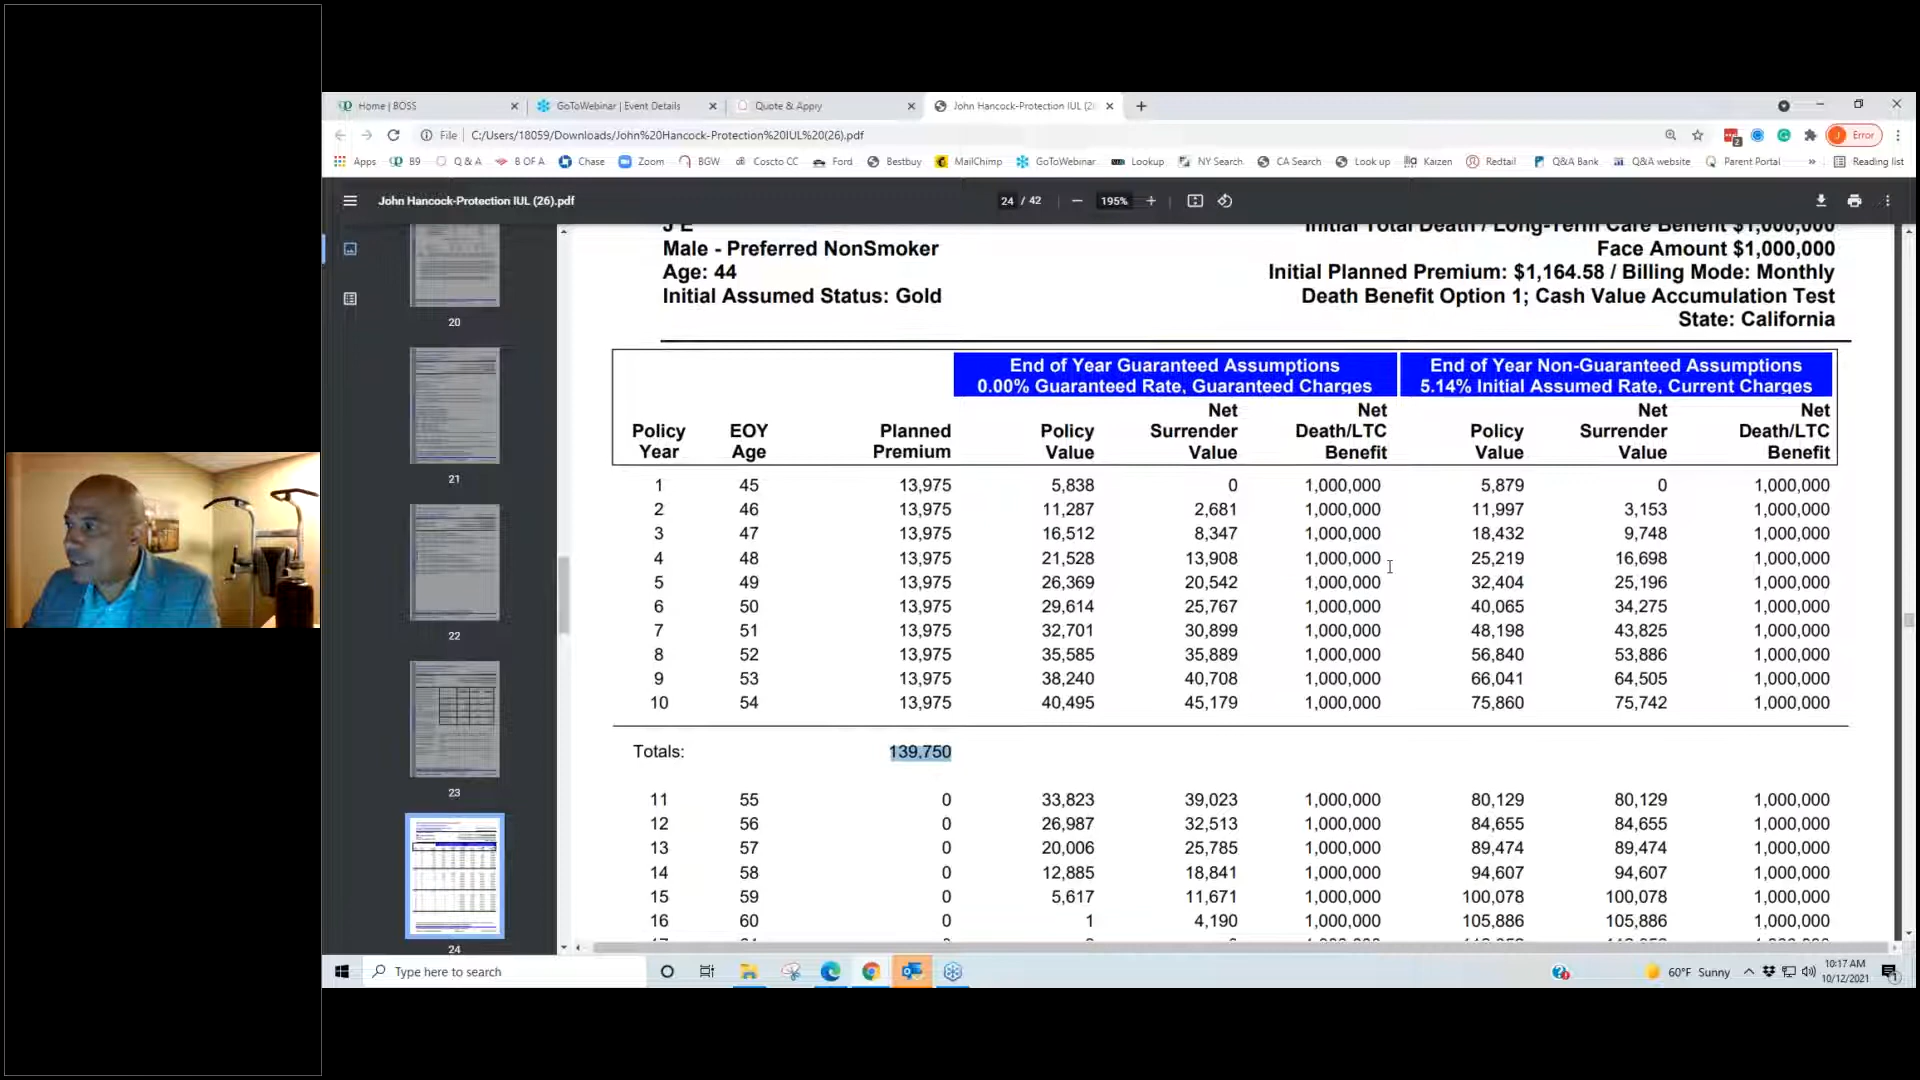 Home | BOSS
GoToWebinar | Event Details
Quote & Appry
John Hancock-Protection IUL (2
File
C:/Users/18059/Downloads/John%20Hancock-Protection%20IUL%20(26).pdf
Error
Apps
B9
Q & A
B OF A
Chase
Zoom
BGW
Coscto CC
Ford
Bestbuy
MailChimp
GoToWebinar
Lookup
NY Search
CA Search
Look up
Kaizen
Redtail
Q&A Bank
Q&A website
Parent Portal
»
Reading list
John Hancock-Protection IUL (26).pdf
24 / 42
195%
20
21
22
23
24
J E
Initial Total Death / Long-Term Care Benefit $1,000,000
Male - Preferred NonSmoker
Face Amount $1,000,000
Age: 44
Initial Planned Premium: $1,164.58 / Billing Mode: Monthly
Initial Assumed Status: Gold
Death Benefit Option 1; Cash Value Accumulation Test
State: California
End of Year Guaranteed Assumptions End of Year Non-Guaranteed Assumptions
0.00% Guaranteed Rate, Guaranteed Charges 5.14% Initial Assumed Rate, Current Charges
Net Net Net Net
Policy EOY Planned Policy Surrender Death/LTC Policy Surrender Death/LTC
Year Age Premium Value Value Benefit Value Value Benefit
1 45 13,975 5,838 0 1,000,000 5,879 0 1,000,000
2 46 13,975 11,287 2,681 1,000,000 11,997 3,153 1,000,000
3 47 13,975 16,512 8,347 1,000,000 18,432 9,748 1,000,000
4 48 13,975 21,528 13,908 1,000,000 25,219 16,698 1,000,000
5 49 13,975 26,369 20,542 1,000,000 32,404 25,196 1,000,000
6 50 13,975 29,614 25,767 1,000,000 40,065 34,275 1,000,000
7 51 13,975 32,701 30,899 1,000,000 48,198 43,825 1,000,000
8 52 13,975 35,585 35,889 1,000,000 56,840 53,886 1,000,000
9 53 13,975 38,240 40,708 1,000,000 66,041 64,505 1,000,000
10 54 13,975 40,495 45,179 1,000,000 75,860 75,742 1,000,000
Totals: 139,750
11 55 0 33,823 39,023 1,000,000 80,129 80,129 1,000,000
12 56 0 26,987 32,513 1,000,000 84,655 84,655 1,000,000
13 57 0 20,006 25,785 1,000,000 89,474 89,474 1,000,000
14 58 0 12,885 18,841 1,000,000 94,607 94,607 1,000,000
15 59 0 5,617 11,671 1,000,000 100,078 100,078 1,000,000
16 60 0 1 4,190 1,000,000 105,886 105,886 1,000,000
Type here to search
60°F Sunny
10:17 AM
10/12/2021